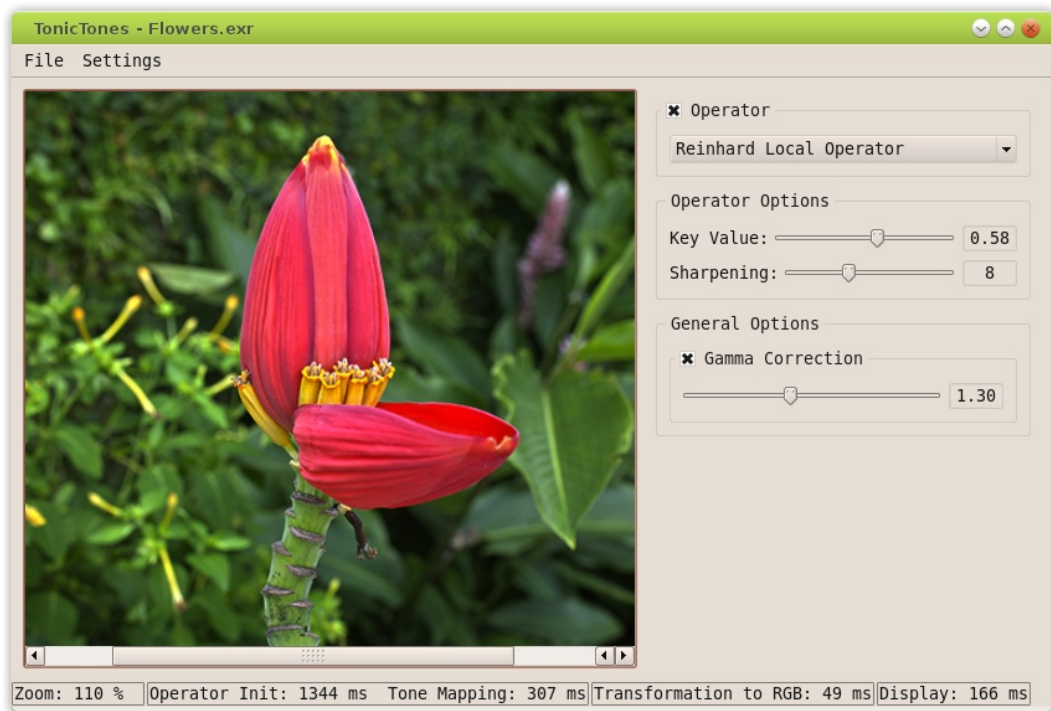 TonicTones - Flowers.exr
File Settings
Operator
Reinhard Local Operator
Operator Options
Key Value: 0.58
Sharpening: 8
General Options
Gamma Correction
1.30
Zoom: 110 % Operator Init: 1344 ms Tone Mapping: 307 ms Transformation to RGB: 49 ms Display: 166 ms